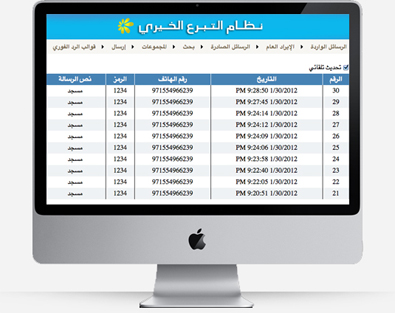 نظام التبرع الخيري
الرسائل الواردة الإيراد العام الرسائل الصادرة بحث المجموعات إرسال قوالب الرد الفوري
تحديث تلقائي
الرقم التاريخ رقم الهاتف الرمز نص الرسالة
30 PM 9:28:50 1/30/2012 971554966239 1234 مسجد
29 PM 9:27:45 1/30/2012 971554966239 1234 مسجد
28 PM 9:24:14 1/30/2012 971554966239 1234 مسجد
27 PM 9:24:12 1/30/2012 971554966239 1234 مسجد
26 PM 9:24:09 1/30/2012 971554966239 1234 مسجد
25 PM 9:24:06 1/30/2012 971554966239 1234 مسجد
24 PM 9:23:58 1/30/2012 971554966239 1234 مسجد
23 PM 9:22:40 1/30/2012 971554966239 1234 مسجد
22 PM 9:22:05 1/30/2012 971554966239 1234 مسجد
21 PM 9:20:51 1/30/2012 971554966239 1234 مسجد